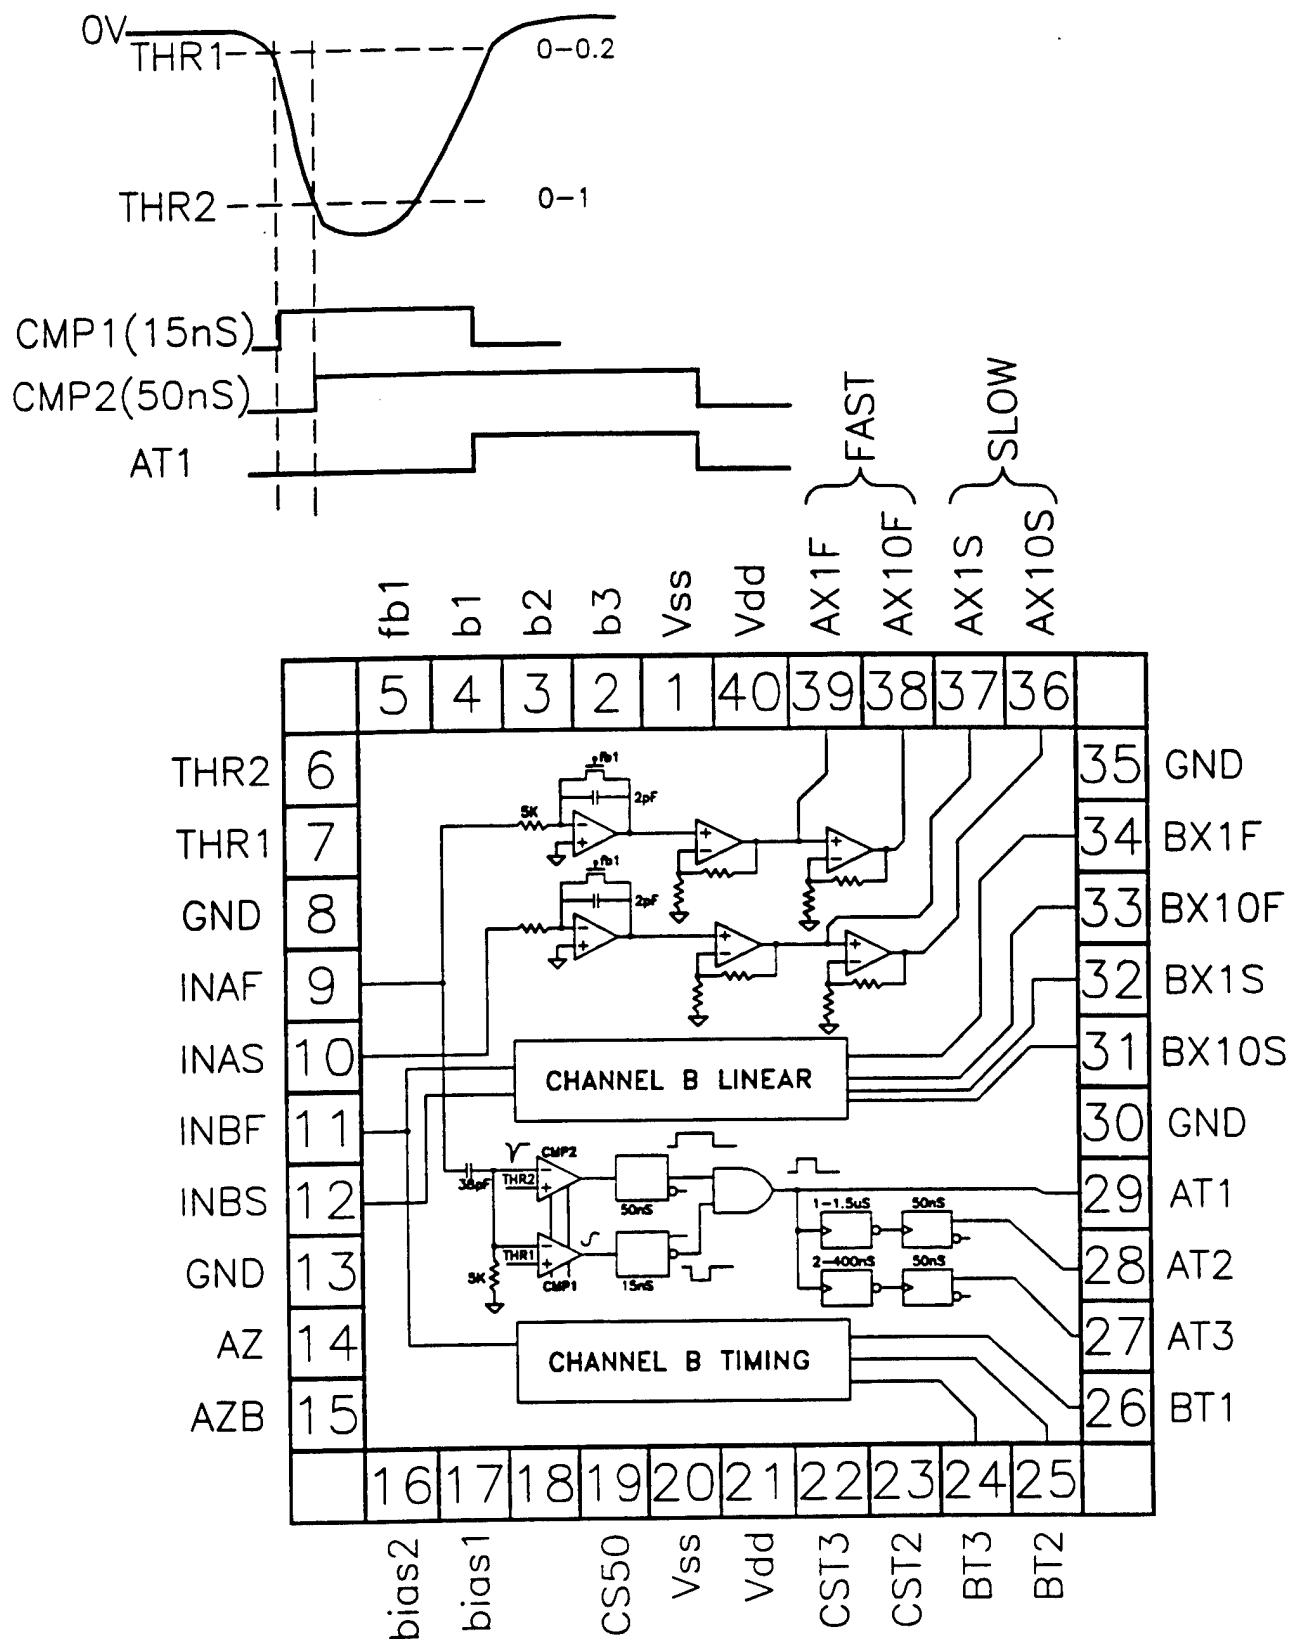 0V
THR1
0-0.2
THR2
0-1
CMP1(15nS)
CMP2(50nS)
AT1
FAST
SLOW
fb1
b1
b2
b3
Vss
Vdd
AX1F
AX10F
AX1S
AX10S
5
4
3
2
1
40
39
38
37
36
THR2
6
35
GND
THR1
7
34
BX1F
GND
8
33
BX10F
INAF
9
32
BX1S
INAS
10
31
BX10S
INBF
11
30
GND
INBS
12
29
AT1
GND
13
28
AT2
AZ
14
27
AT3
AZB
15
26
BT1
fb1
2pF
5K
fb1
2pF
CHANNEL B LINEAR
CMP2
38pF
THR2
50nS
1-1.5uS
50nS
THR1
2-400nS
50nS
5K
CMP1
15nS
CHANNEL B TIMING
16
17
18
19
20
21
22
23
24
25
bias2
bias1
CS50
Vss
Vdd
CST3
CST2
BT3
BT2